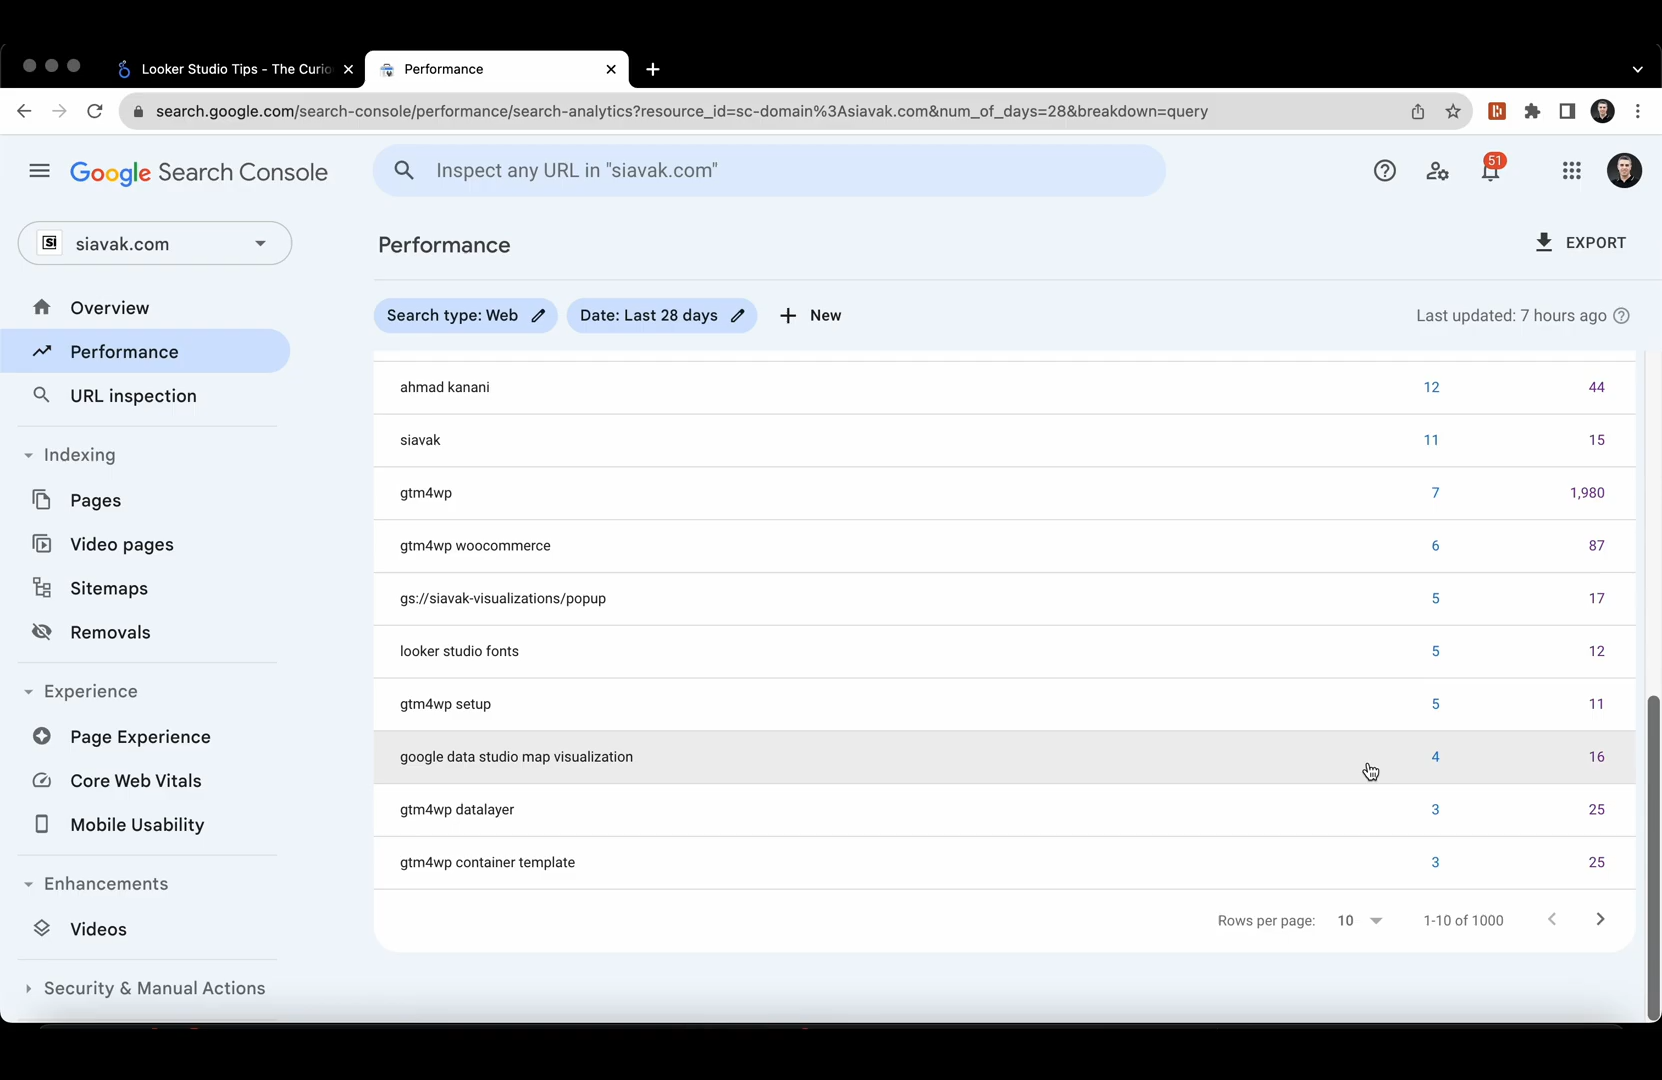 Looker Studio Tips - The Curio
Performance
search.google.com/search-console/performance/search-analytics?resource_id=sc-domain%3Asiavak.com&num_of_days=28&breakdown=query
Google Search Console
Inspect any URL in "siavak.com"
51
Si
siavak.com
Performance
EXPORT
Overview
Performance
URL inspection
Indexing
Pages
Video pages
Sitemaps
Removals
Experience
Page Experience
Core Web Vitals
Mobile Usability
Enhancements
Videos
Security & Manual Actions
Search type: Web
Date: Last 28 days
New
Last updated: 7 hours ago
ahmad kanani 12 44
siavak 11 15
gtm4wp 7 1,980
gtm4wp woocommerce 6 87
gs://siavak-visualizations/popup 5 17
looker studio fonts 5 12
gtm4wp setup 5 11
google data studio map visualization 4 16
gtm4wp datalayer 3 25
gtm4wp container template 3 25
Rows per page: 10 1-10 of 1000